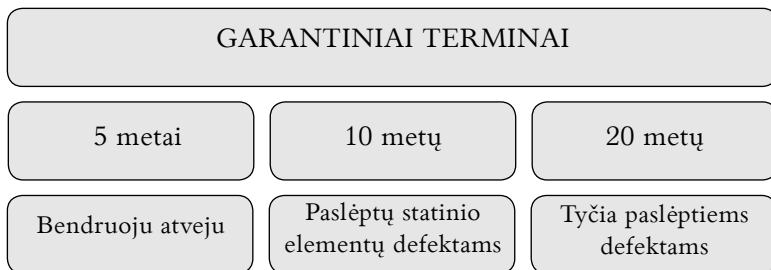 GARANTINIAI TERMINAI
5 metai
10 metų
20 metų
Bendruoju atveju
Paslėptų statinio
elementų defektams
Tyčia paslėptiems
defektams